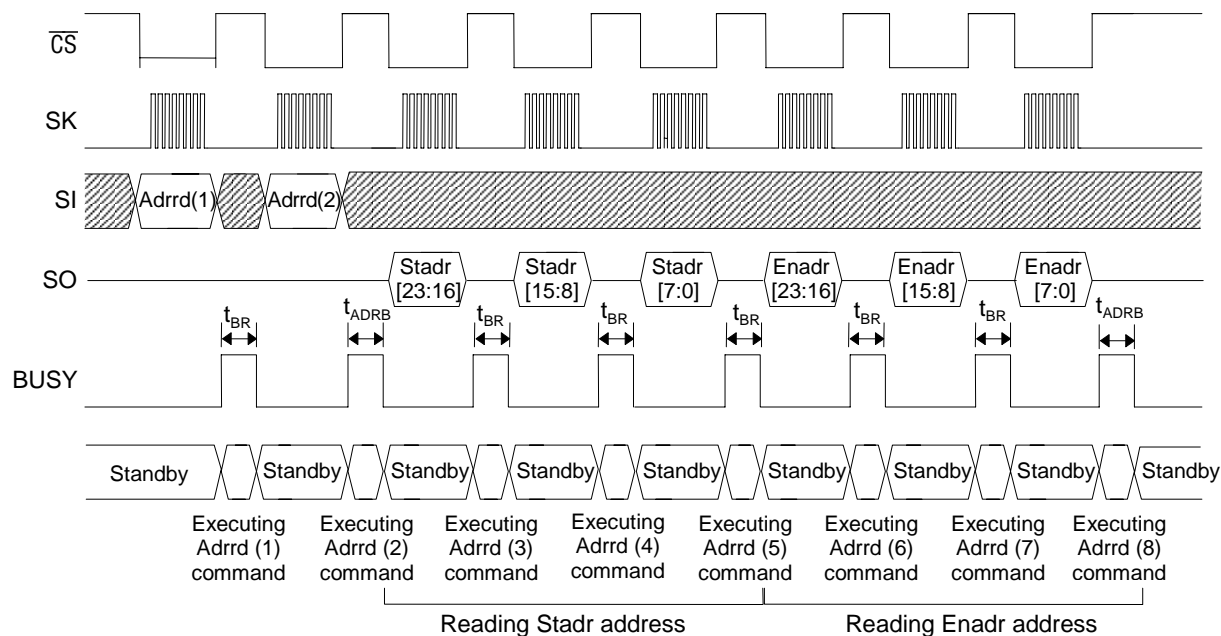 CS
SK
SI
Adrrd(1)
Adrrd(2)
SO
Stadr
[23:16]
Stadr
[15:8]
Stadr
[7:0]
Enadr
[23:16]
Enadr
[15:8]
Enadr
[7:0]
tBR
tADRB
tBR
tBR
tBR
tBR
tBR
tADRB
BUSY
Standby
Standby
Standby
Standby
Standby
Standby
Standby
Standby
Standby
Executing
Adrrd (1)
command
Executing
Adrrd (2)
command
Executing
Adrrd (3)
command
Executing
Adrrd (4)
command
Executing
Adrrd (5)
command
Executing
Adrrd (6)
command
Executing
Adrrd (7)
command
Executing
Adrrd (8)
command
Reading Stadr address
Reading Enadr address